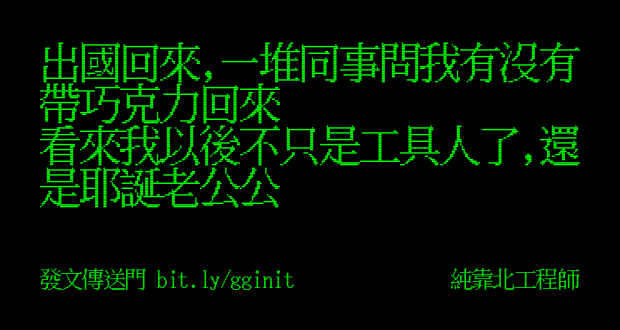 出國回來,一堆同事問我有沒有
帶巧克力回來
看來我以後不只是工具人了,還
是耶誕老公公
發文傳送門 bit.ly/gginit
純靠北工程師